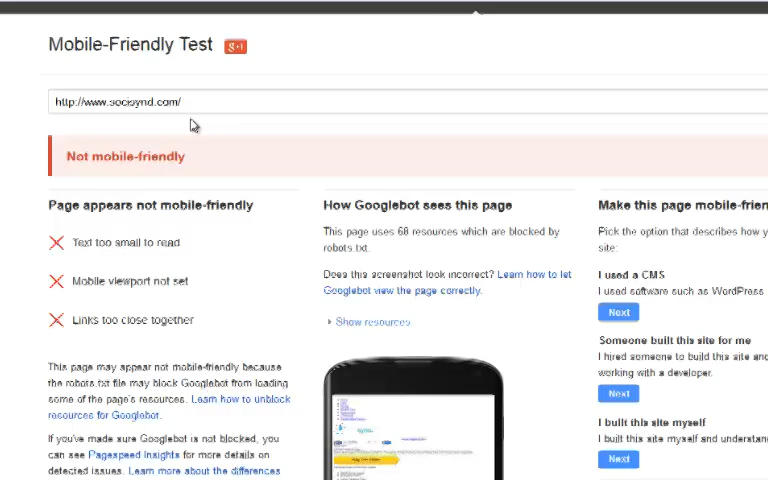 Mobile-Friendly Test
g+1
http://www.socisynd.com/
Not mobile-friendly
Page appears not mobile-friendly
Text too small to read
Mobile viewport not set
Links too close together
This page may appear not mobile-friendly because
the robots.txt file may block Googlebot from loading
some of the page's resources. Learn how to unblock
resources for Googlebot.
If you've made sure Googlebot is not blocked, you
can see Pagespeed Insights for more details on
detected issues. Learn more about the differences
How Googlebot sees this page
This page uses 68 resources which are blocked by
robots.txt.
Does this screenshot look incorrect? Learn how to let
Googlebot view the page correctly.
Show resources
Make this page mobile-frien
Pick the option that describes how y
site:
I used a CMS
I used software such as WordPress
Next
Someone built this site for me
I hired someone to build this site and
working with a developer.
Next
I built this site myself
I built this site myself and understan
Next